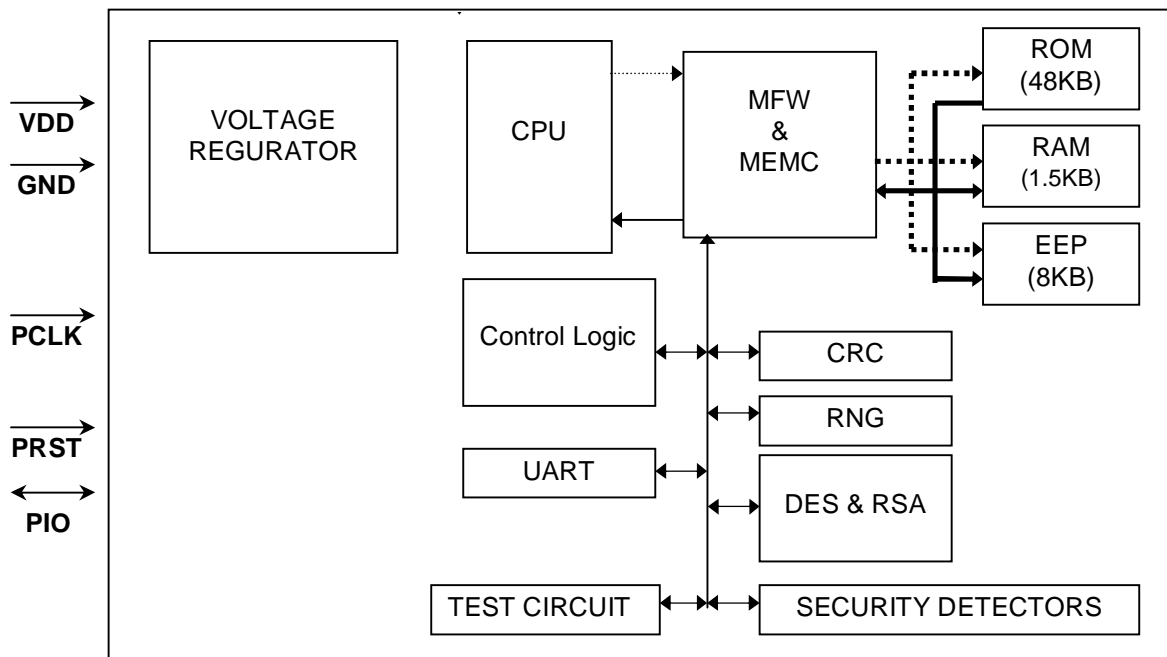 VDD
GND
PCLK
PRST
PIO
VOLTAGE
REGURATOR
CPU
MFW
&
MEMC
ROM
(48KB)
RAM
(1.5KB)
EEP
(8KB)
Control Logic
CRC
RNG
UART
DES & RSA
TEST CIRCUIT
SECURITY DETECTORS